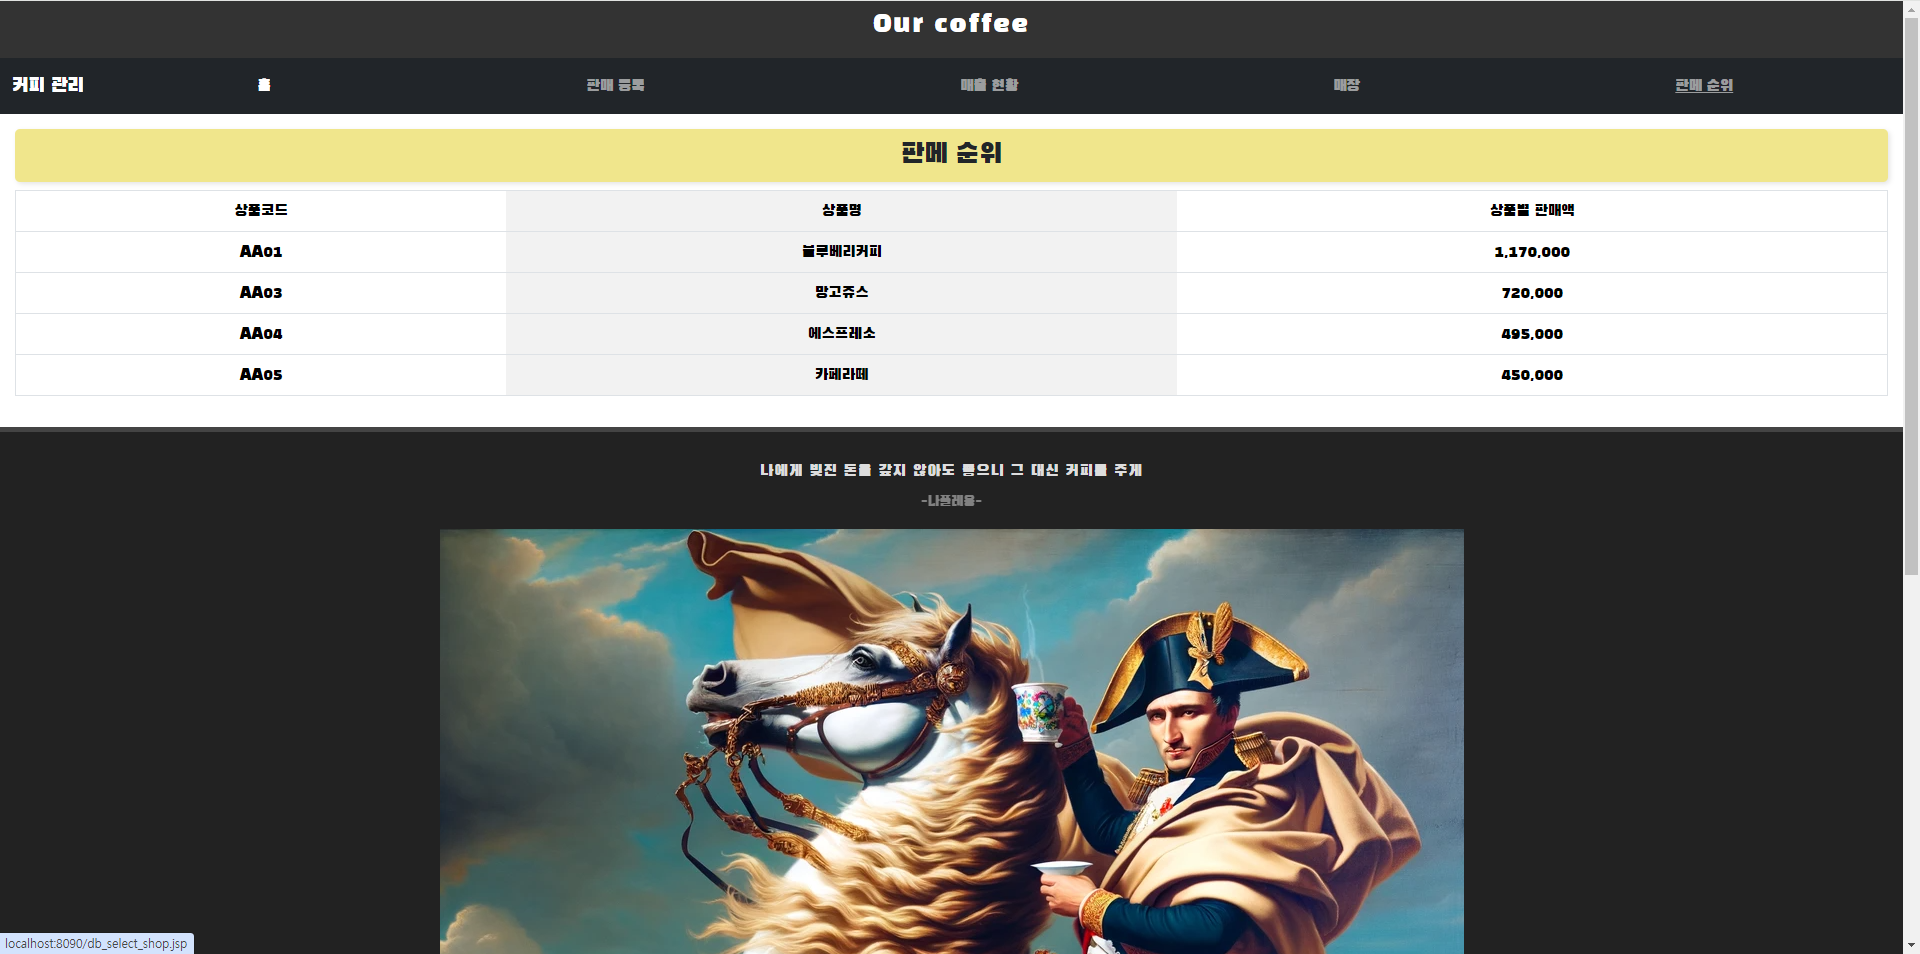 Our coffee
커피 관리 홈 판매 등록 매출 현황 매장 판매 순위
판메 순위
상품코드 상품명 상품별 판매액
AA01 블루베리커피 1,170,000
AA03 망고쥬스 720,000
AA04 에스프레소 495,000
AA05 카페라떼 450,000
나에게 빚진 돈을 갚지 않아도 좋으니 그 대신 커피를 주게
-나폴레옹-
localhost:8090/db_select_shop.jsp